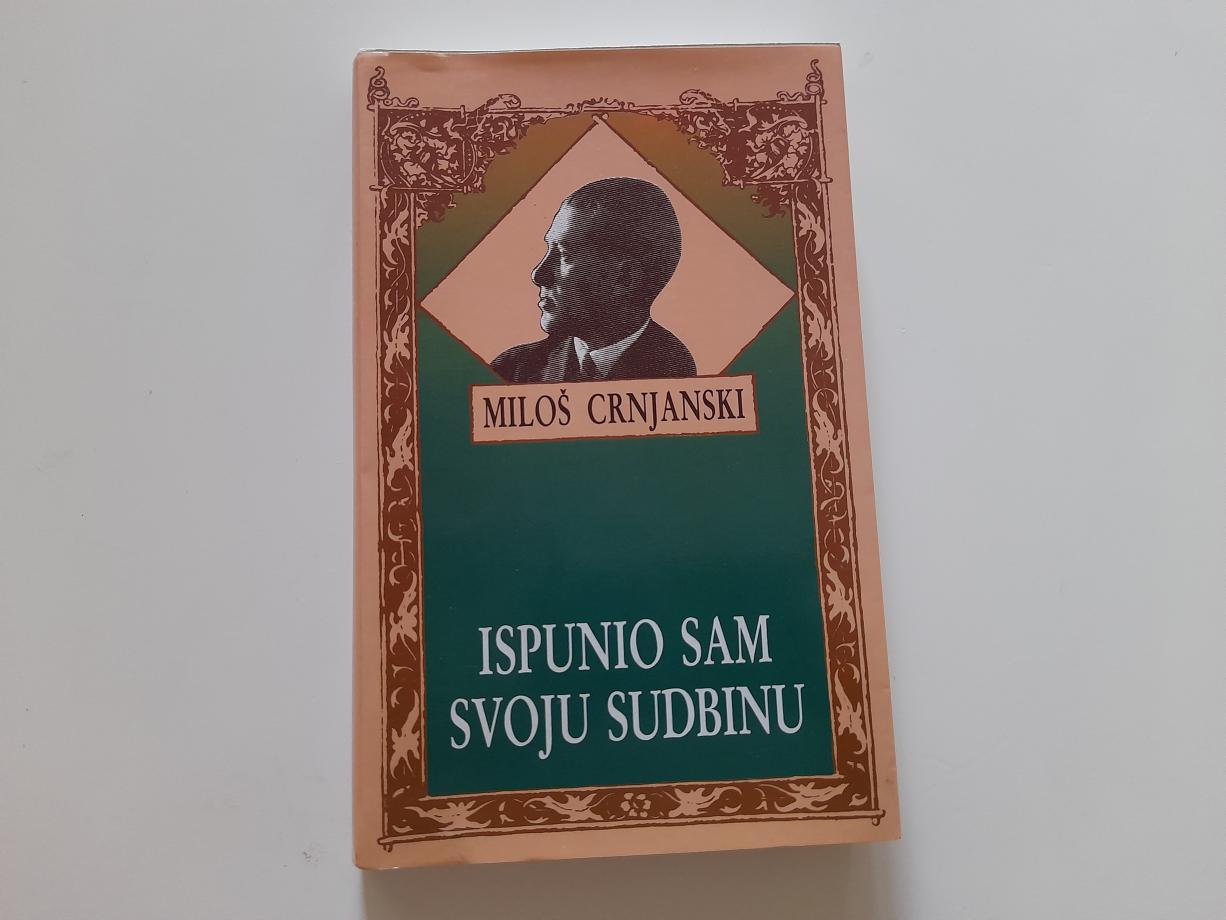 MILOŠ CRNJANSKI
ISPUNIO SAM
SVOJU SUDBINU